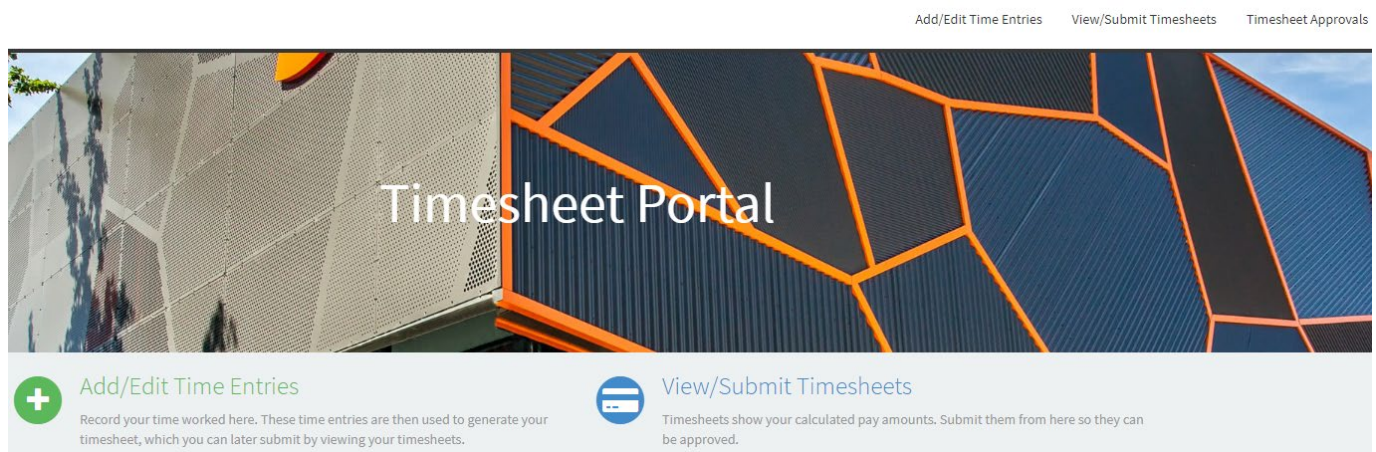 Add/Edit Time Entries View/Submit Timesheets Timesheet Approvals
Timesheet Portal
Add/Edit Time Entries
Record your time worked here. These time entries are then used to generate your
timesheet, which you can later submit by viewing your timesheets.
View/Submit Timesheets
Timesheets show your calculated pay amounts. Submit them from here so they can
be approved.